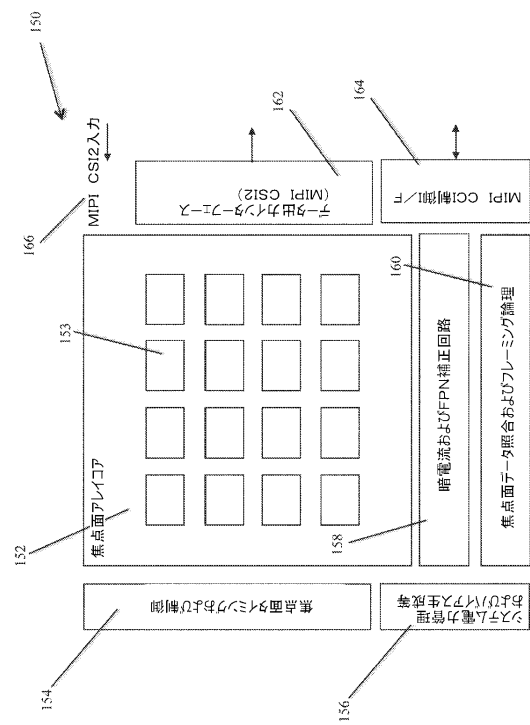 150
MIPI CSI2入力
166
162
164
データ出力インターフェース
(MIPI CSI2)
MIPI CCI制御I/F
153
160
焦点面アレイコア
152
158
暗電流およびFPN補正回路
焦点面データ照合およびフレーミング論理
焦点面タイミングおよび制御
154
システム電力管理
およびバイアス生成等
156